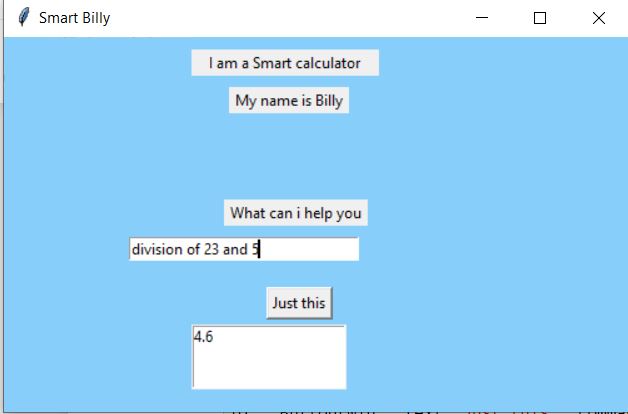 Smart Billy
I am a Smart calculator
My name is Billy
What can i help you
division of 23 and 5
Just this
4.6